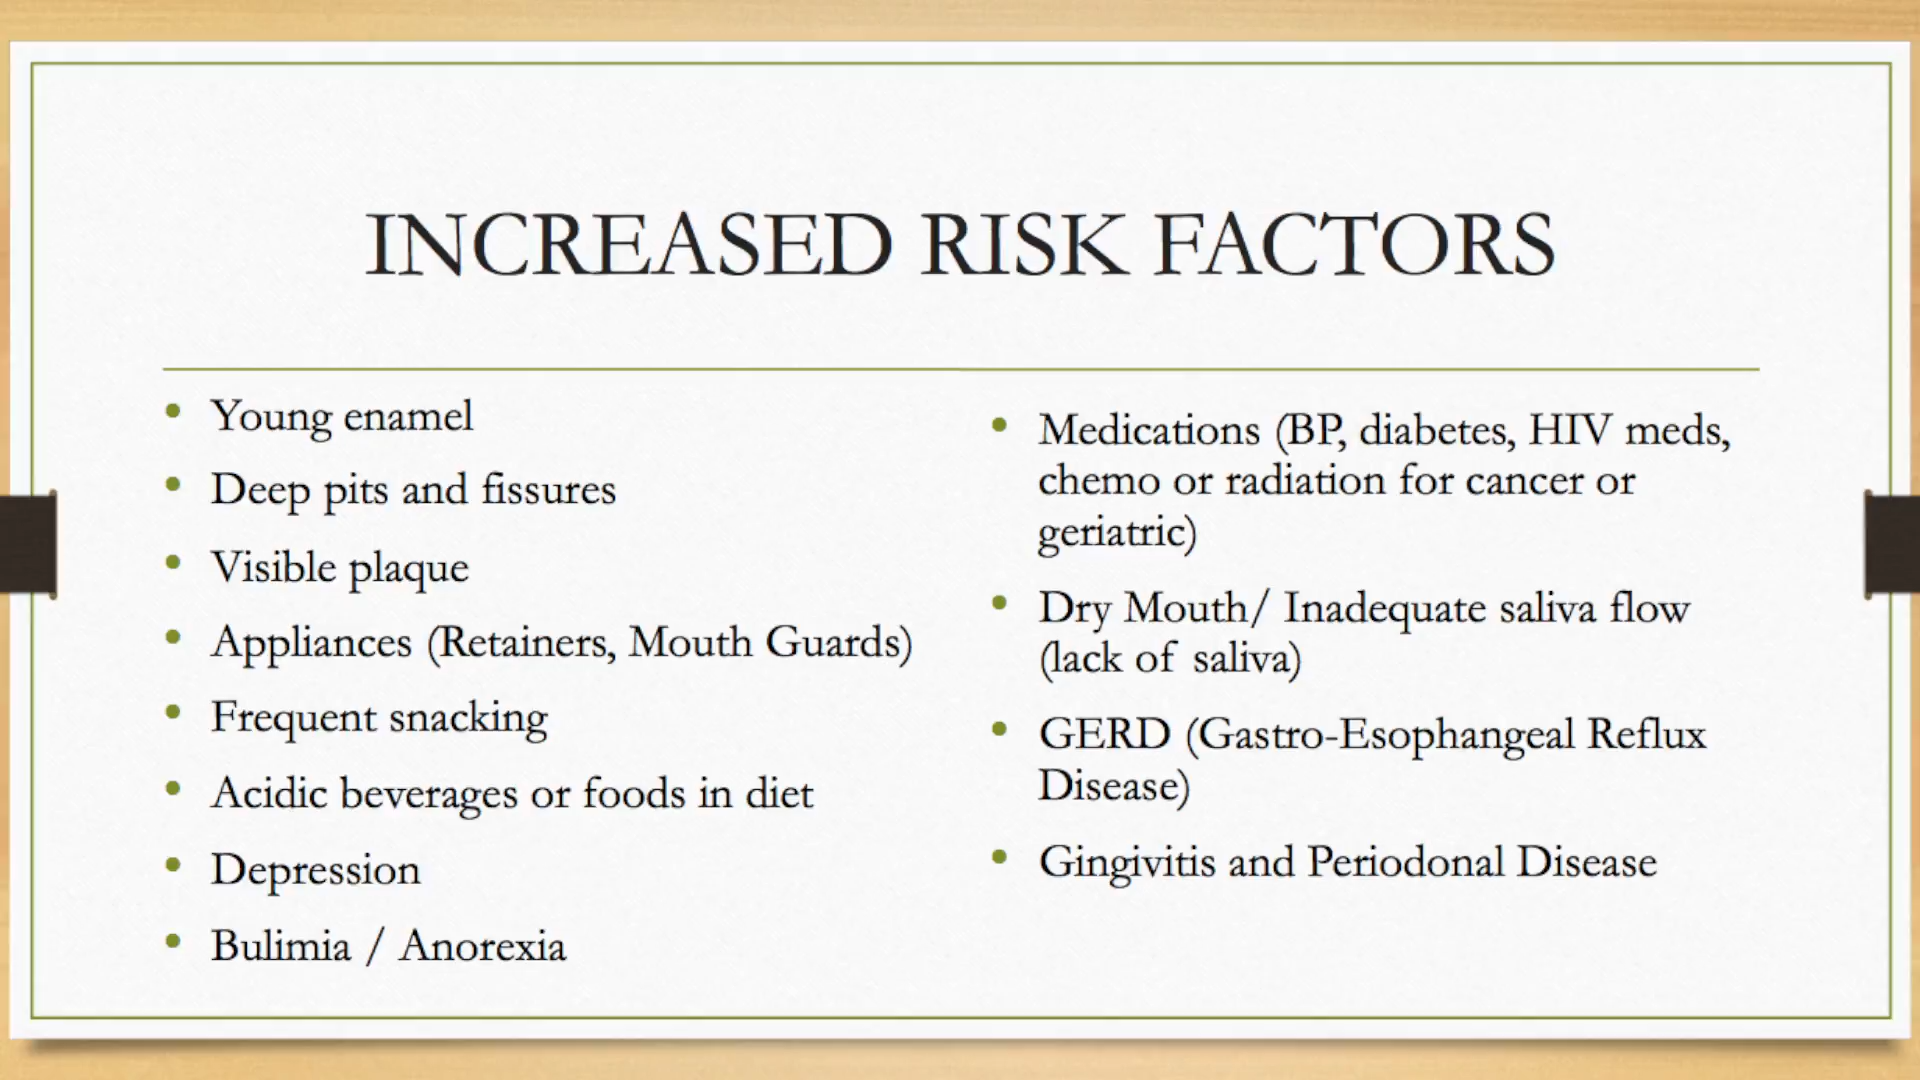 INCREASED RISK FACTORS
Young enamel
Deep pits and fissures
Visible plaque
Appliances (Retainers, Mouth Guards)
Frequent snacking
Acidic beverages or foods in diet
Depression
Bulimia / Anorexia
Medications (BP, diabetes, HIV meds,
chemo or radiation for cancer or
geriatric)
Dry Mouth/ Inadequate saliva flow
(lack of saliva)
GERD (Gastro-Esophangeal Reflux
Disease)
Gingivitis and Periodonal Disease